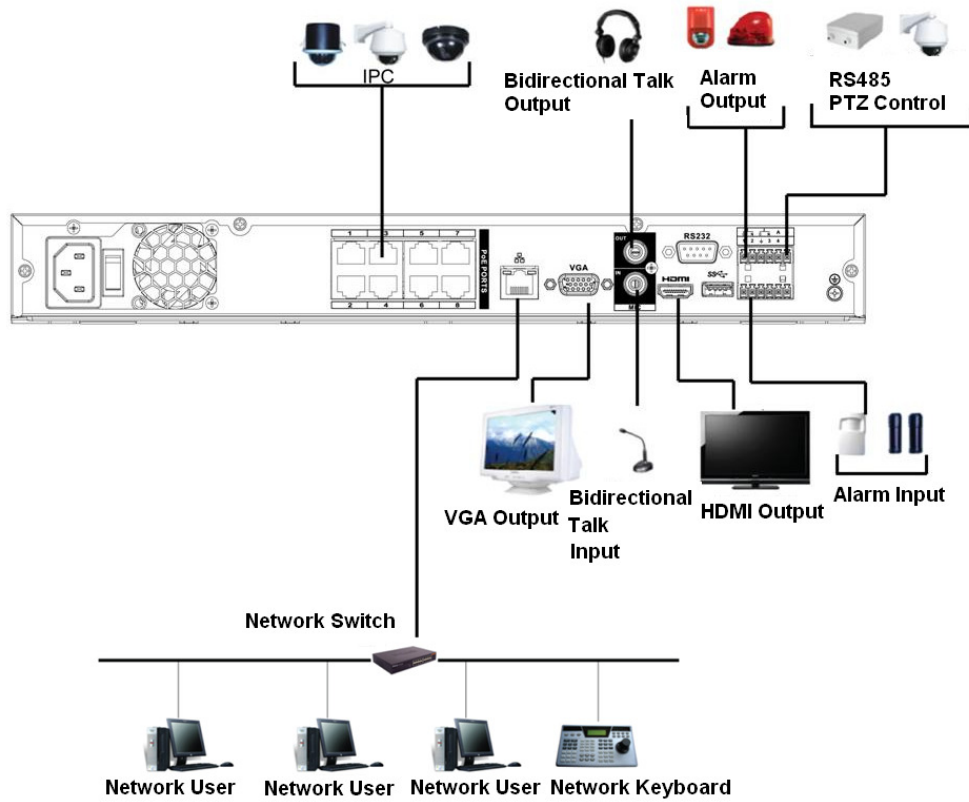 IPC
Bidirectional Talk
Output
Alarm
Output
RS485
PTZ Control
1 3 5 7
2 4 6 8
PoE PORTS
VGA
OUT
IN
MIC
RS232
HDMI
SS
A
VGA Output
Bidirectional
Talk
Input
HDMI Output
Alarm Input
Network Switch
Network User
Network User
Network User
Network Keyboard